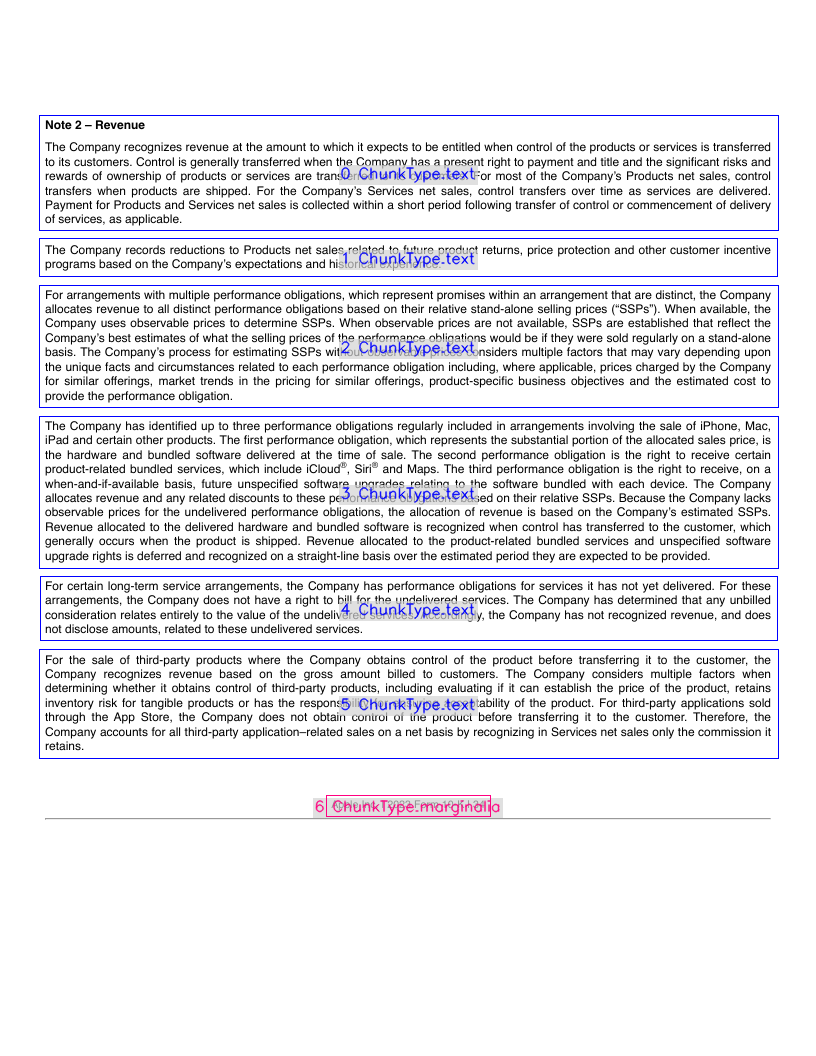 Note 2 – Revenue
The Company recognizes revenue at the amount to which it expects to be entitled when control of the products or services is transferred
to its customers. Control is generally transferred when the Company has a present right to payment and title and the significant risks and
rewards of ownership of products or services are 0 ChunkType.text For most of the Company’s Products net sales, control
transfers when products are shipped. For the Company’s Services net sales, control transfers over time as services are delivered.
Payment for Products and Services net sales is collected within a short period following transfer of control or commencement of delivery
of services, as applicable.
The Company records reductions to Products net sales related to future product returns, price protection and other customer incentive
1 ChunkType.text
programs based on the Company’s expectations and historical experience.
For arrangements with multiple performance obligations, which represent promises within an arrangement that are distinct, the Company
allocates revenue to all distinct performance obligations based on their relative stand-alone selling prices (“SSPs”). When available, the
Company uses observable prices to determine SSPs. When observable prices are not available, SSPs are established that reflect the
Company’s best estimates of what the selling prices of the performance obligations would be if they were sold regularly on a stand-alone
basis. The Company’s process for estimating SSPs 2 ChunkType.text considers multiple factors that may vary depending upon
the unique facts and circumstances related to each performance obligation including, where applicable, prices charged by the Company
for similar offerings, market trends in the pricing for similar offerings, product-specific business objectives and the estimated cost to
provide the performance obligation.
The Company has identified up to three performance obligations regularly included in arrangements involving the sale of iPhone, Mac,
iPad and certain other products. The first performance obligation, which represents the substantial portion of the allocated sales price, is
the hardware and bundled software delivered at the time of sale. The second performance obligation is the right to receive certain
product-related bundled services, which include iCloud®, Siri® and Maps. The third performance obligation is the right to receive, on a
when-and-if-available basis, future unspecified software upgrades relating to the software bundled with each device. The Company
allocates revenue and any related discounts to these 3 ChunkType.text based on their relative SSPs. Because the Company lacks
observable prices for the undelivered performance obligations, the allocation of revenue is based on the Company’s estimated SSPs.
Revenue allocated to the delivered hardware and bundled software is recognized when control has transferred to the customer, which
generally occurs when the product is shipped. Revenue allocated to the product-related bundled services and unspecified software
upgrade rights is deferred and recognized on a straight-line basis over the estimated period they are expected to be provided.
For certain long-term service arrangements, the Company has performance obligations for services it has not yet delivered. For these
arrangements, the Company does not have a right to bill for the undelivered services. The Company has determined that any unbilled
4 ChunkType.text
consideration relates entirely to the value of the undelivered services. Accordingly, the Company has not recognized revenue, and does
not disclose amounts, related to these undelivered services.
For the sale of third-party products where the Company obtains control of the product before transferring it to the customer, the
Company recognizes revenue based on the gross amount billed to customers. The Company considers multiple factors when
determining whether it obtains control of third-party products, including evaluating if it can establish the price of the product, retains
inventory risk for tangible products or has the 5 ChunkType.text of the product. For third-party applications sold
through the App Store, the Company does not obtain control of the product before transferring it to the customer. Therefore, the
Company accounts for all third-party application–related sales on a net basis by recognizing in Services net sales only the commission it
retains.
6 ChunkType.marginalia